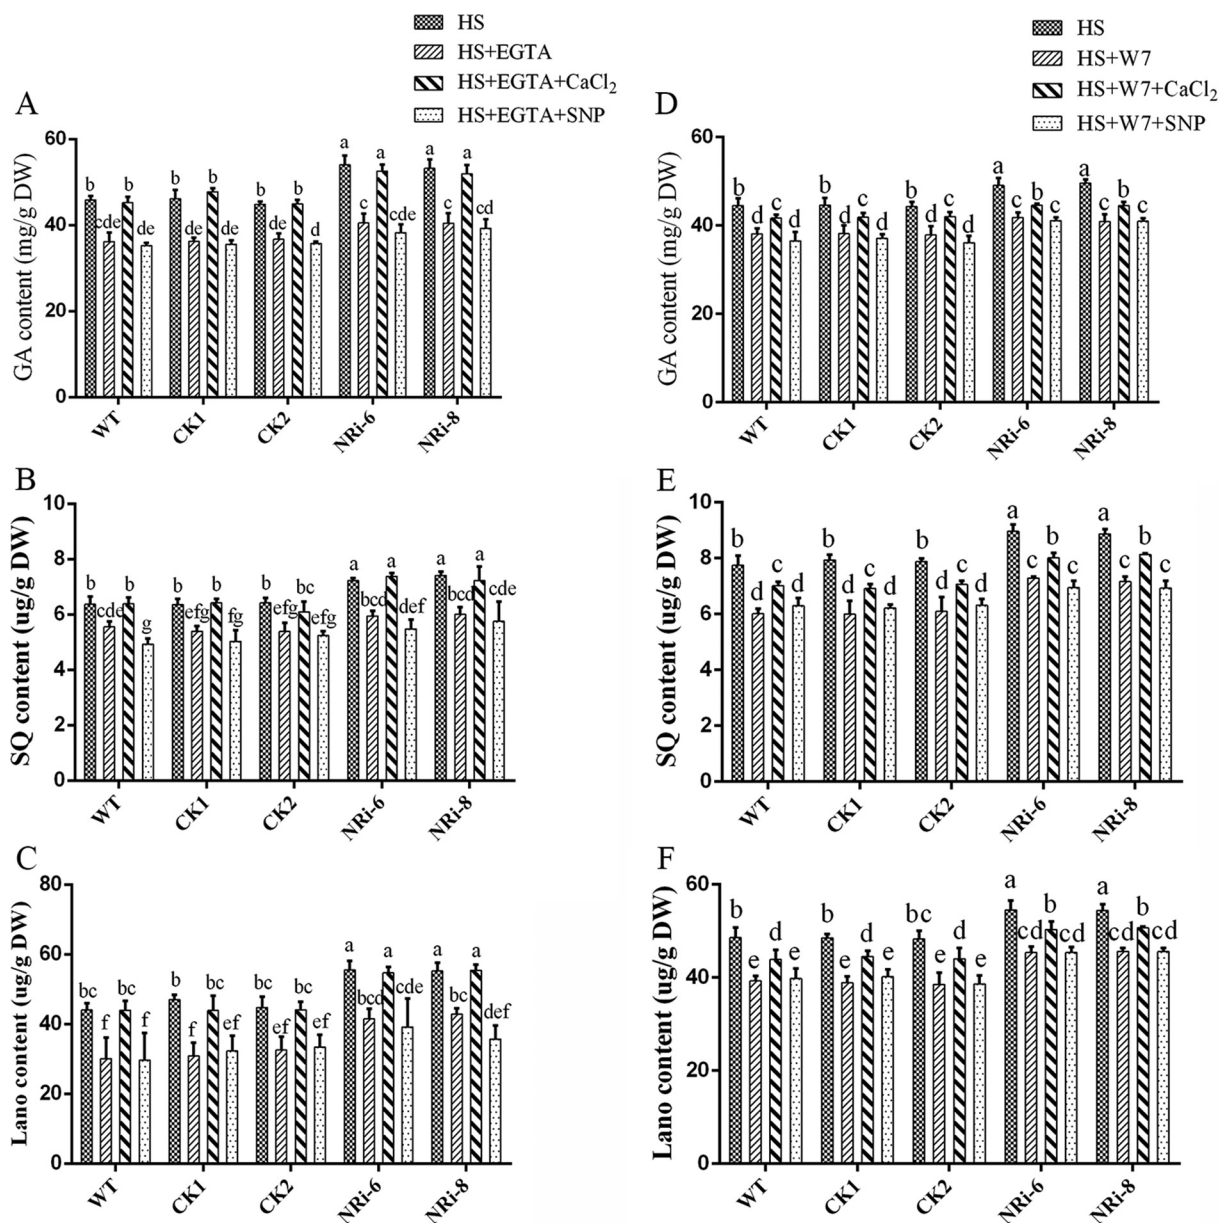 HS
HS+EGTA
HS+EGTA+CaCl2
HS+EGTA+SNP
A
GA content (mg/g DW)
60
40
20
0
b cde b de
b de b de
b de b d
a c a cde
a c a cd
WT CK1 CK2 NRi-6 NRi-8
B
SQ content (ug/g DW)
10
8
6
4
2
0
b cde b g
b efg b fg
b efg bc efg
a bcd a def
a bcd a cde
WT CK1 CK2 NRi-6 NRi-8
C
Lano content (ug/g DW)
80
60
40
20
0
bc f bc f
b f bc ef
bc ef bc ef
a bcd a cde
a bc a def
WT CK1 CK2 NRi-6 NRi-8
HS
HS+W7
HS+W7+CaCl2
HS+W7+SNP
D
GA content (mg/g DW)
60
40
20
0
b d c d
b d c d
b d c d
a c b c
a c b c
WT CK1 CK2 NRi-6 NRi-8
E
SQ content (ug/g DW)
10
8
6
4
2
0
b d c d
b d c d
b d c d
a c b c
a c b c
WT CK1 CK2 NRi-6 NRi-8
F
Lano content (ug/g DW)
60
40
20
0
b e d e
b e d e
bc e d e
a cd b cd
a cd b cd
WT CK1 CK2 NRi-6 NRi-8